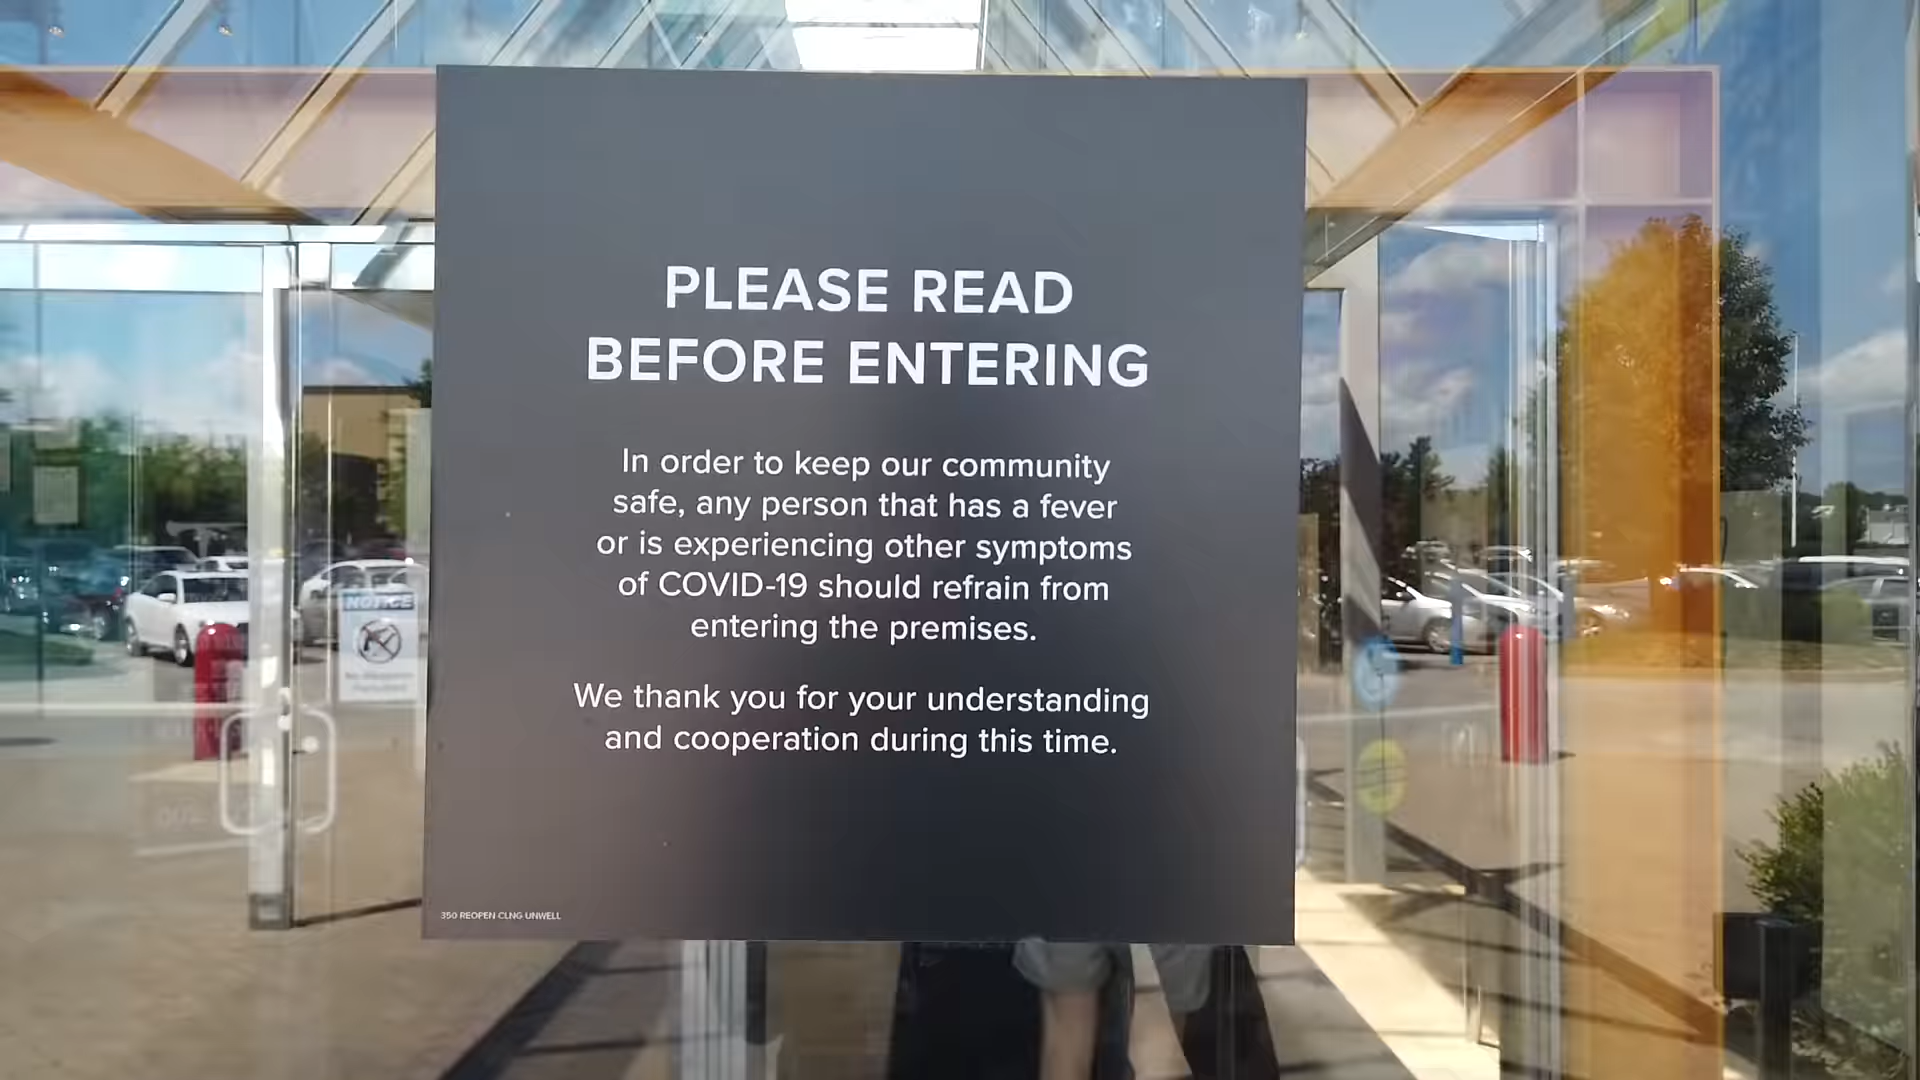 PLEASE READ
BEFORE ENTERING
In order to keep our community
safe, any person that has a fever
or is experiencing other symptoms
of COVID-19 should refrain from
entering the premises.
We thank you for your understanding
and cooperation during this time.
350 REOPEN CLNG UNWELL
NOTICE